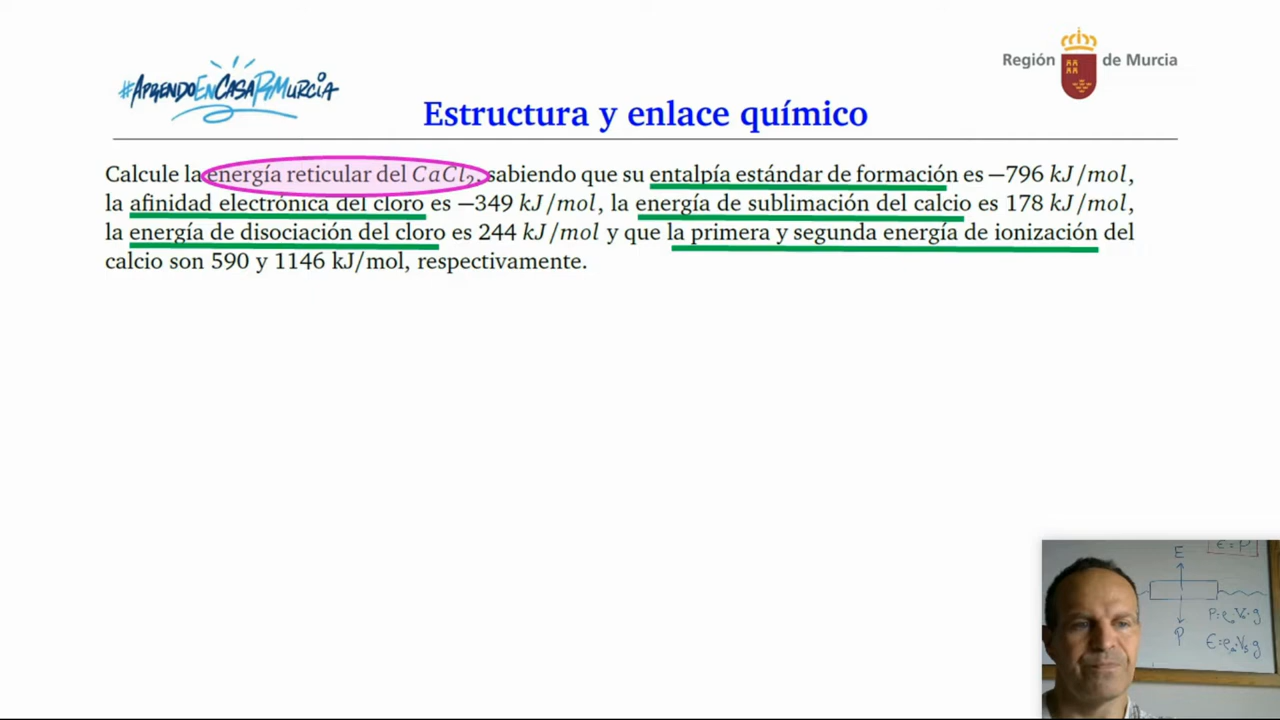 #APRENDOENCASARMURCIA
Región de Murcia
Estructura y enlace químico
Calcule la energía reticular del CaCl₂, sabiendo que su entalpía estándar de formación es −796 kJ/mol,
la afinidad electrónica del cloro es −349 kJ/mol, la energía de sublimación del calcio es 178 kJ/mol,
la energía de disociación del cloro es 244 kJ/mol y que la primera y segunda energía de ionización del
calcio son 590 y 1146 kJ/mol, respectivamente.
E
P